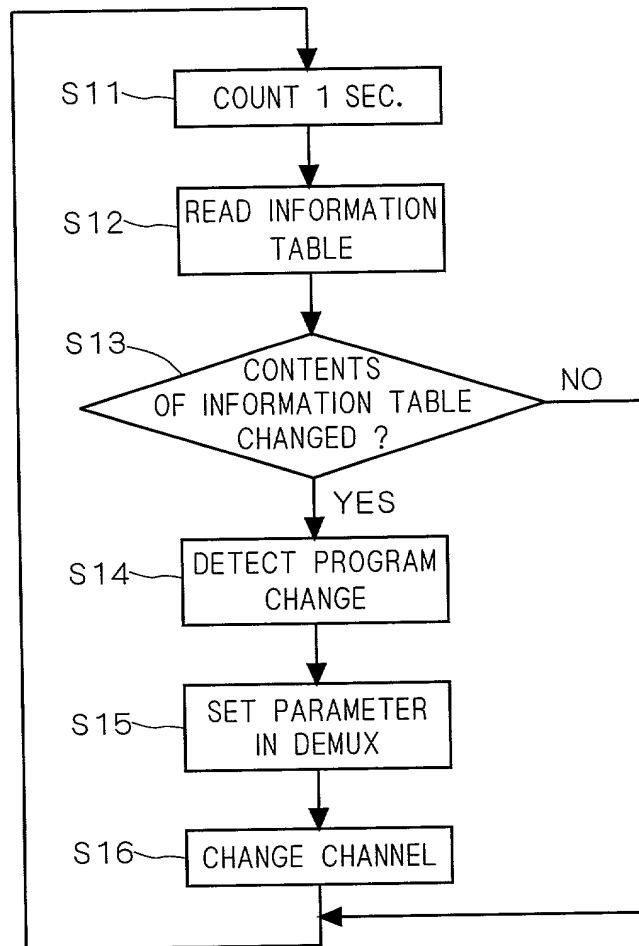 S11
COUNT 1 SEC.
S12
READ INFORMATION
TABLE
S13
CONTENTS
OF INFORMATION TABLE
CHANGED ?
NO
YES
S14
DETECT PROGRAM
CHANGE
S15
SET PARAMETER
IN DEMUX
S16
CHANGE CHANNEL